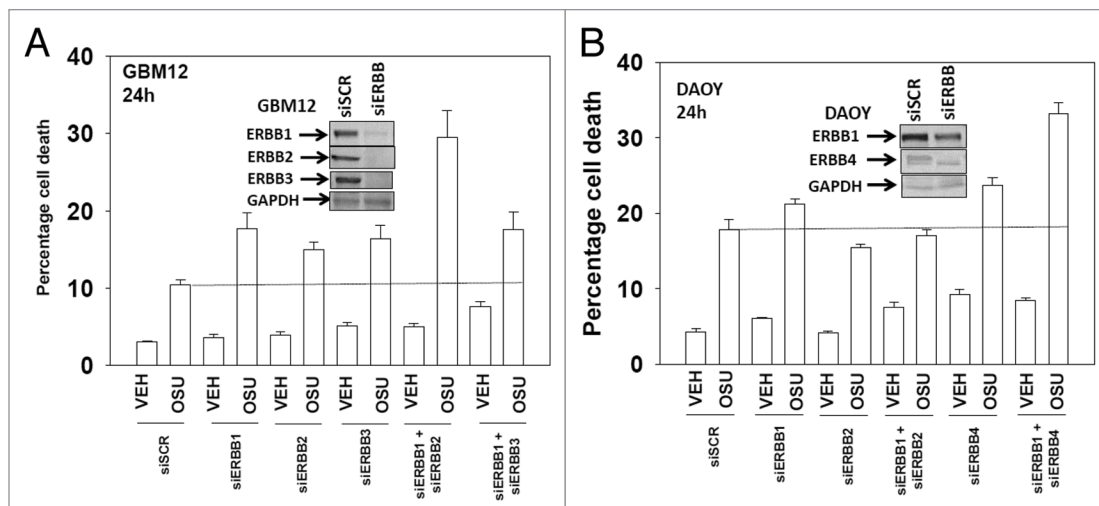 A
GBM12
24h
GBM12
siSCR
siERBB
ERBB1
ERBB2
ERBB3
GAPDH
Percentage cell death
40
30
20
10
0
VEH
OSU
VEH
OSU
VEH
OSU
VEH
OSU
VEH
OSU
VEH
OSU
siSCR
siERBB1
siERBB2
siERBB3
siERBB1 +
siERBB2
siERBB1 +
siERBB3
B
DAOY
24h
DAOY
siSCR
siERBB
ERBB1
ERBB4
GAPDH
Percentage cell death
40
30
20
10
0
VEH
OSU
VEH
OSU
VEH
OSU
VEH
OSU
VEH
OSU
VEH
OSU
siSCR
siERBB1
siERBB2
siERBB1 +
siERBB2
siERBB4
siERBB1 +
siERBB4